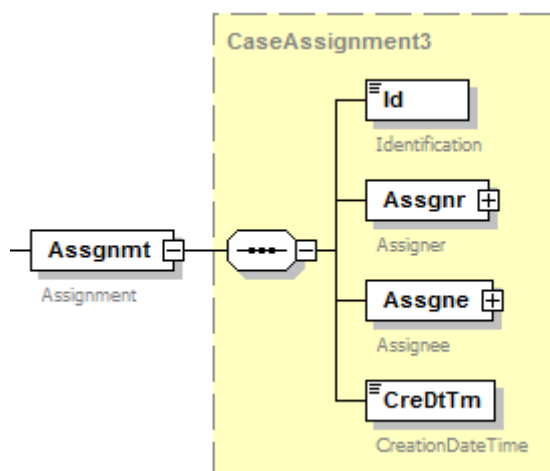 CaseAssignment3
Id
Identification
Assgnr
Assigner
Assgnmt
Assignment
Assgne
Assignee
CreDtTm
CreationDateTime